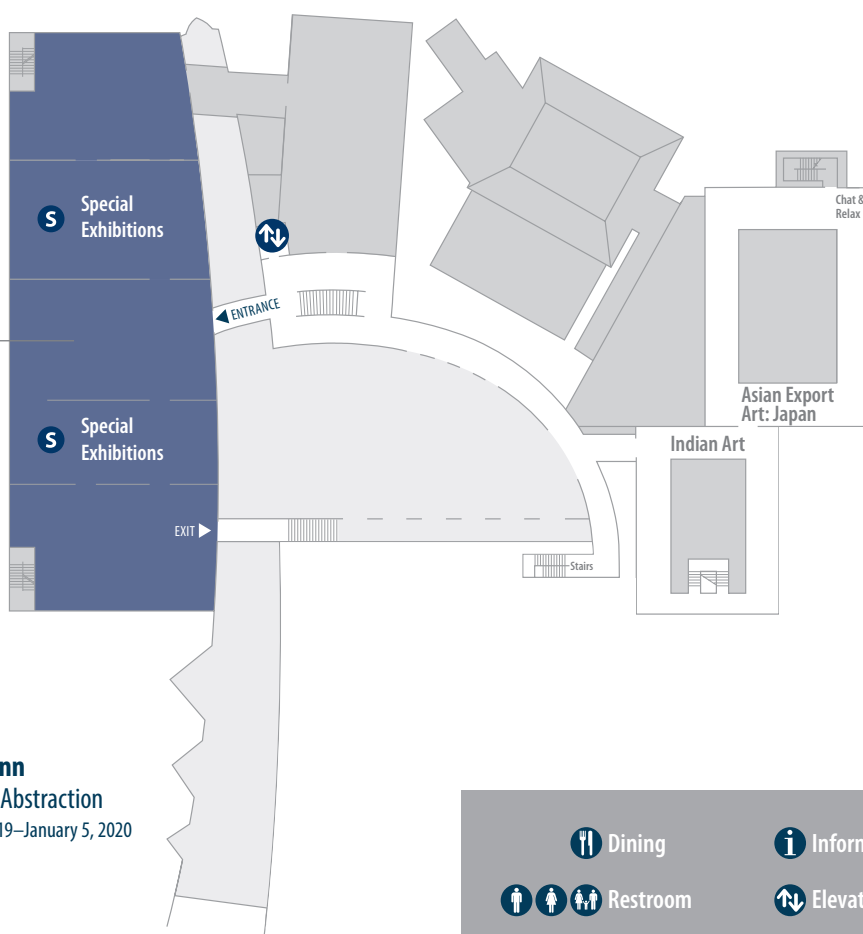 Chat &
Relax
S
Special
Exhibitions
ENTRANCE
Asian Export
Art: Japan
S
Special
Exhibitions
Indian Art
EXIT
Stairs
nn
Abstraction
19–January 5, 2020
Dining
i
Inforn
Restroom
Elevat